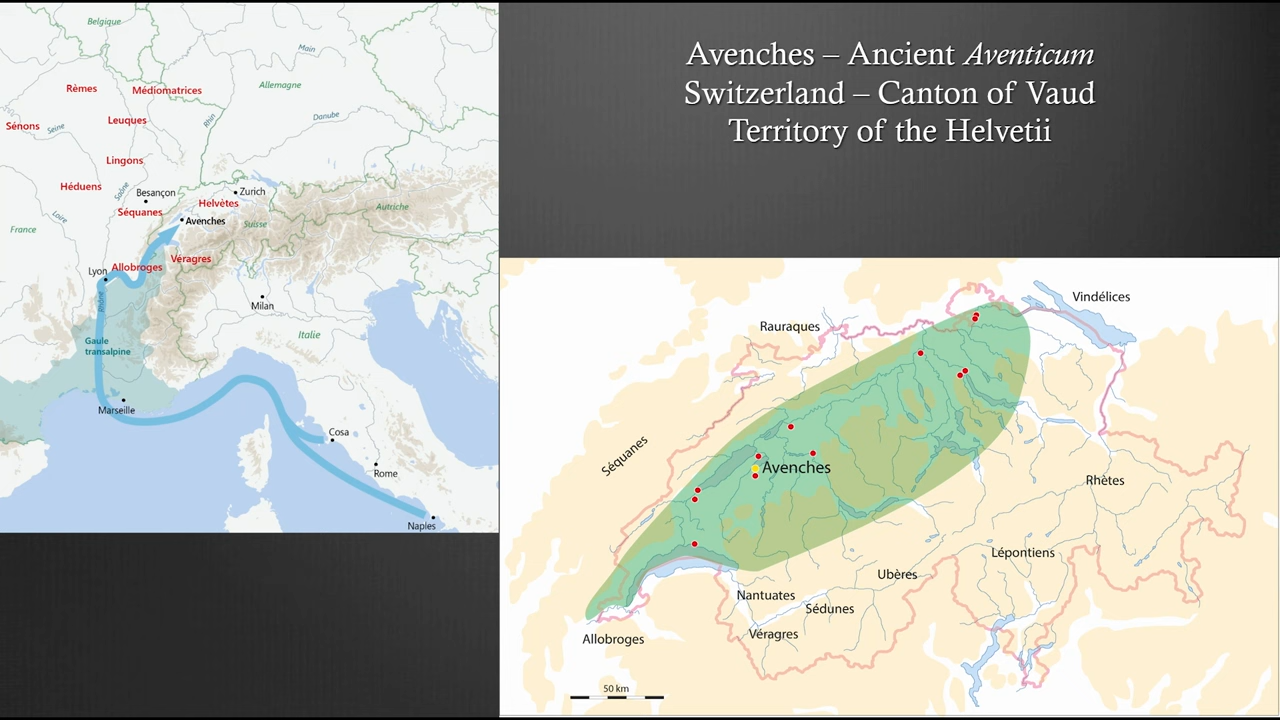 Avenches – Ancient Aventicum
Switzerland – Canton of Vaud
Territory of the Helvetii
Belgique
Main
Rèmes
Médiomatrices
Allemagne
Sénons
Seine
Leuques
Rhin
Danube
Lingons
Héduens
Saône
Besançon
Zurich
Séquanes
Helvètes
Loire
Avenches
Suisse
Autriche
France
Lyon
Allobroges
Véragres
Rhône
Milan
Italie
Gaule
transalpine
Marseille
Cosa
Rome
Naples
Vindélices
Rauraques
Séquanes
Avenches
Rhètes
Lépontiens
Ubères
Nantuates
Sédunes
Véragres
Allobroges
50 km